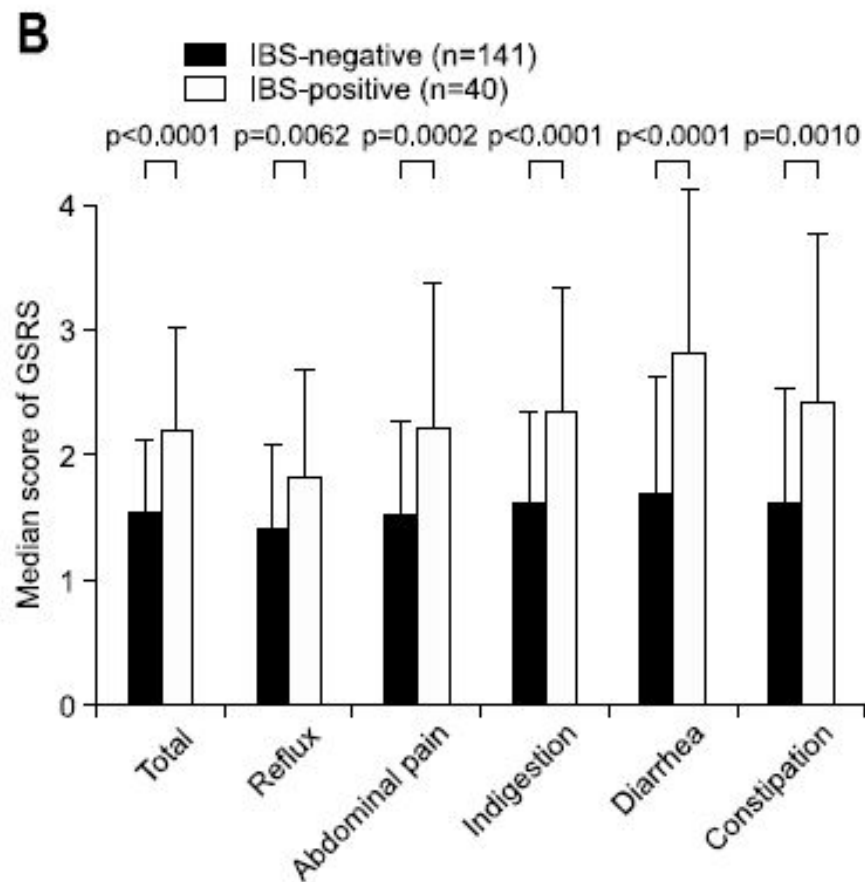 B
IBS-negative (n=141)
IBS-positive (n=40)
p<0.0001 p=0.0062 p=0.0002 p<0.0001 p<0.0001 p=0.0010
Median score of GSRS
4
3
2
1
0
Total
Reflux
Abdominal pain
Indigestion
Diarrhea
Constipation